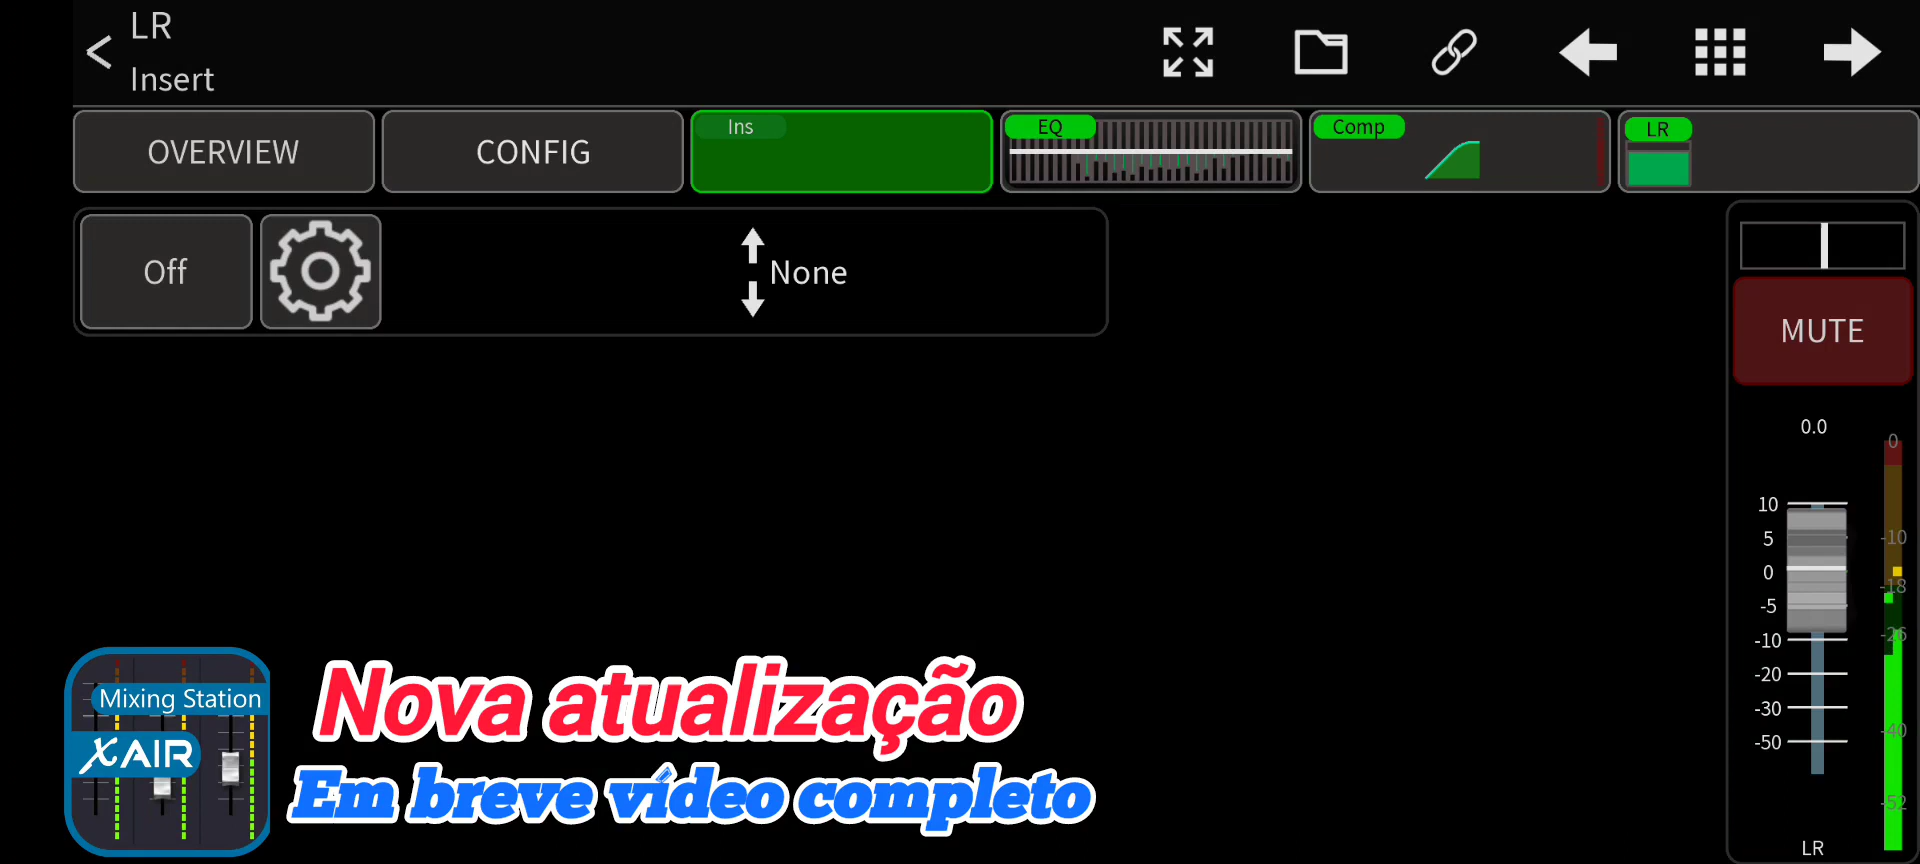 LR
Insert
OVERVIEW
CONFIG
Ins
EQ
Comp
LR
Off
None
MUTE
0.0
0
10
5
0
-5
-10
-20
-30
-50
-10
-18
-26
-40
-52
LR
Mixing Station
XAIR
Nova atualização
Em breve vídeo completo